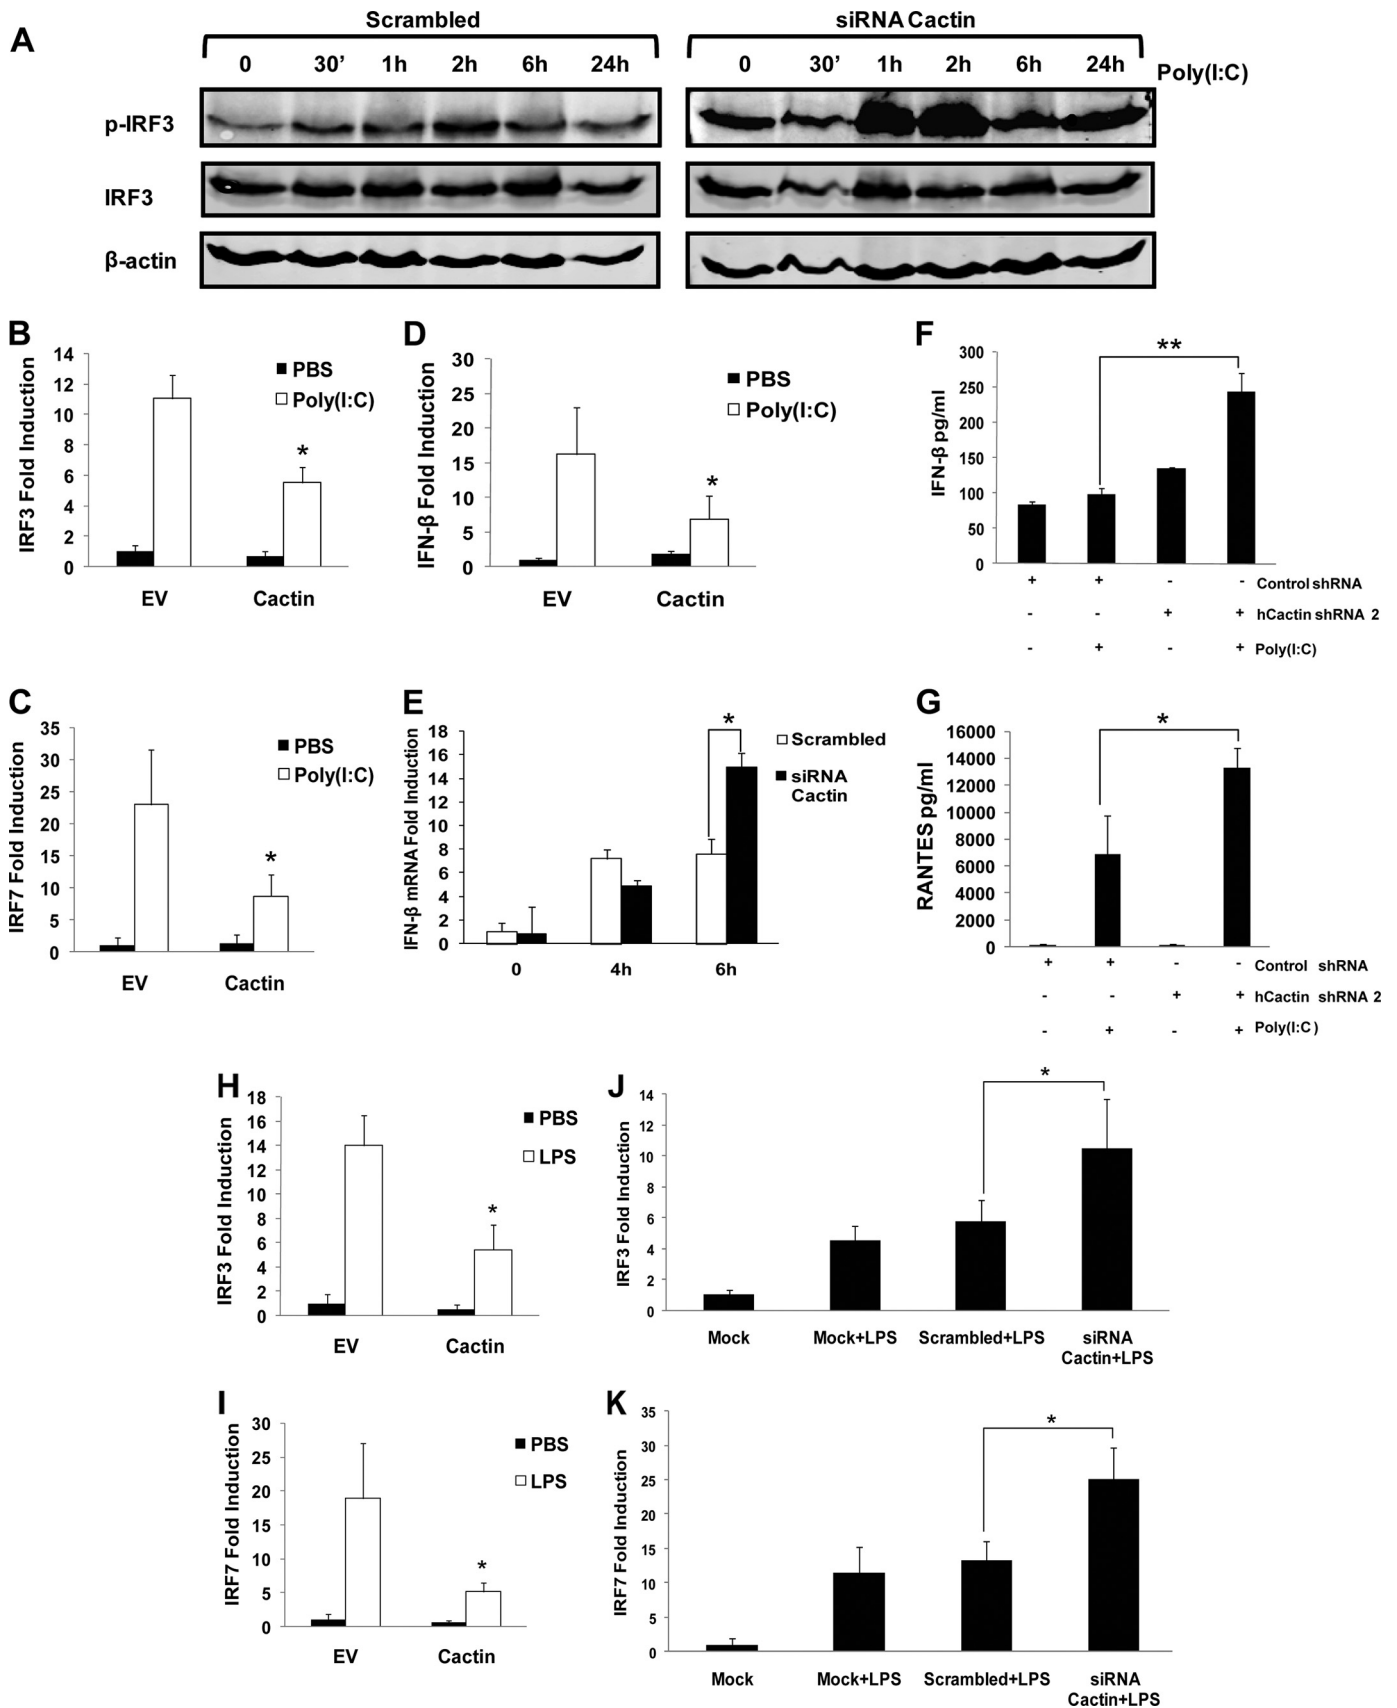 A
Scrambled
siRNA Cactin
0 30’ 1h 2h 6h 24h
0 30’ 1h 2h 6h 24h
Poly(I:C)
p-IRF3
IRF3
β-actin
B
IRF3 Fold Induction
14
12
10
8
6
4
2
0
PBS
Poly(I:C)
*
EV Cactin
D
IFN-β Fold Induction
30
25
20
15
10
5
0
PBS
Poly(I:C)
*
EV Cactin
F
IFN-β pg/ml
300
250
200
150
100
50
0
**
+ + - - Control shRNA
- - + + hCactin shRNA 2
- + - + Poly(I:C)
C
IRF7 Fold Induction
35
30
25
20
15
10
5
0
PBS
Poly(I:C)
*
EV Cactin
E
IFN-β mRNA Fold Induction
18
16
14
12
10
8
6
4
2
0
*
Scrambled
siRNA
Cactin
0 4h 6h
G
RANTES pg/ml
16000
14000
12000
10000
8000
6000
4000
2000
0
*
+ + - - Control shRNA
- - + + hCactin shRNA 2
- + - + Poly(I:C)
H
IRF3 Fold Induction
18
16
14
12
10
8
6
4
2
0
PBS
LPS
*
EV Cactin
J
IRF3 Fold Induction
14
12
10
8
6
4
2
0
*
Mock Mock+LPS Scrambled+LPS siRNA
Cactin+LPS
I
IRF7 Fold Induction
30
25
20
15
10
5
0
PBS
LPS
*
EV Cactin
K
IRF7 Fold Induction
35
30
25
20
15
10
5
0
*
Mock Mock+LPS Scrambled+LPS siRNA
Cactin+LPS